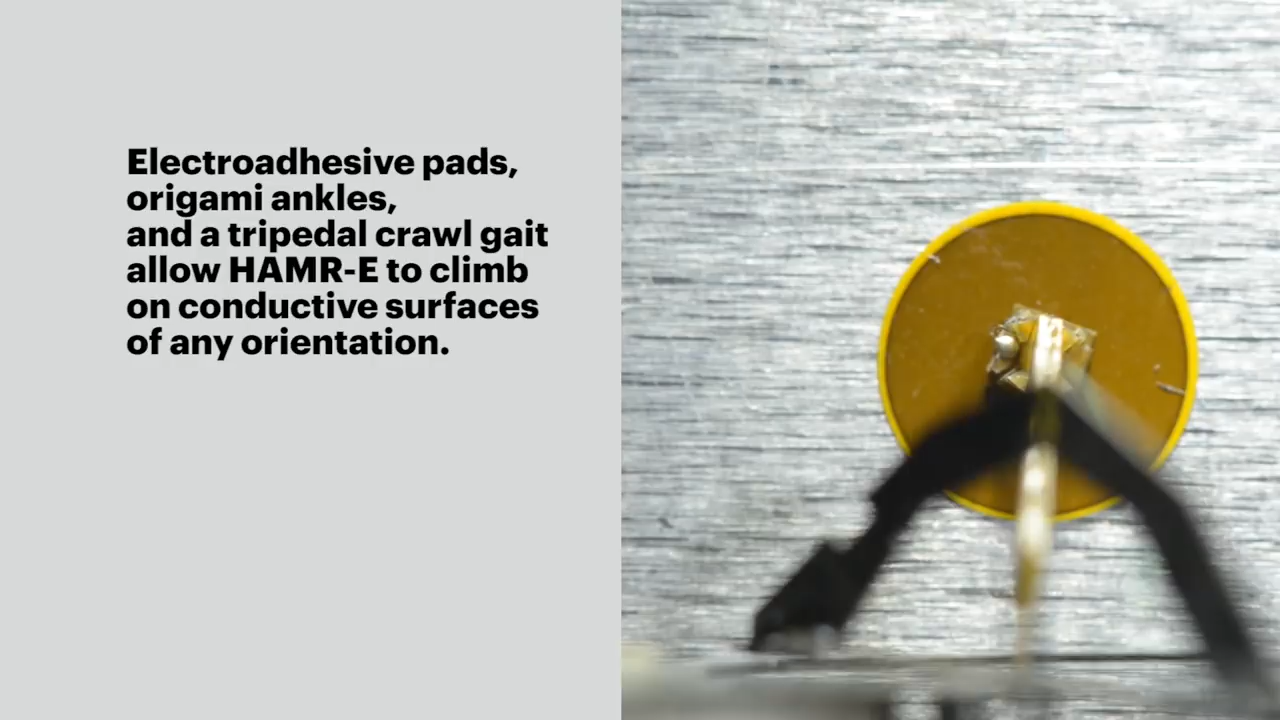 Electroadhesive pads,
origami ankles,
and a tripedal crawl gait
allow HAMR-E to climb
on conductive surfaces
of any orientation.